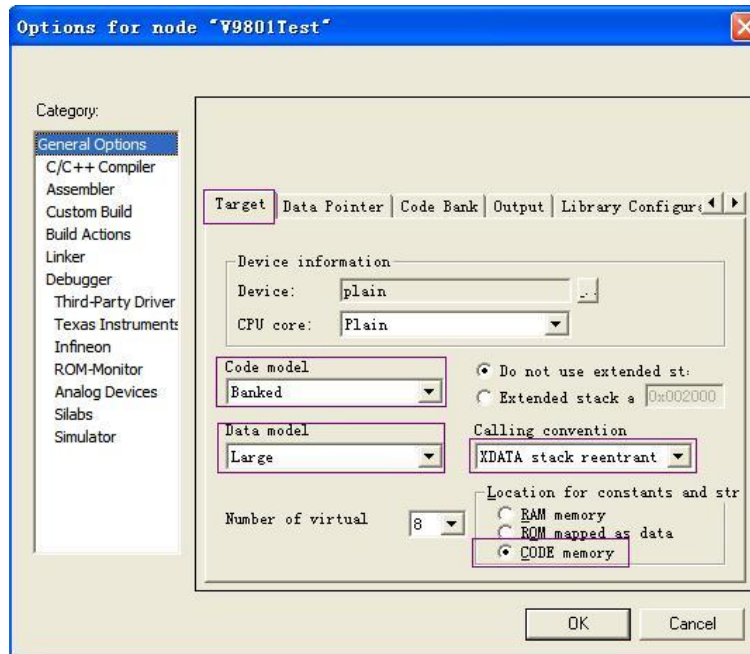 Options for node "V9801Test"
Category:
General Options
C/C++ Compiler
Assembler
Custom Build
Build Actions
Linker
Debugger
Third-Party Driver
Texas Instruments
Infineon
ROM-Monitor
Analog Devices
Silabs
Simulator
Target Data Pointer Code Bank Output Library Configura
Device information
Device: plain ...
CPU core: Plain
Code model
Banked
Do not use extended st
Extended stack a 0x002000
Data model
Large
Calling convention
XDATA stack reentrant
Number of virtual 8
Location for constants and str
RAM memory
ROM mapped as data
CODE memory
OK Cancel